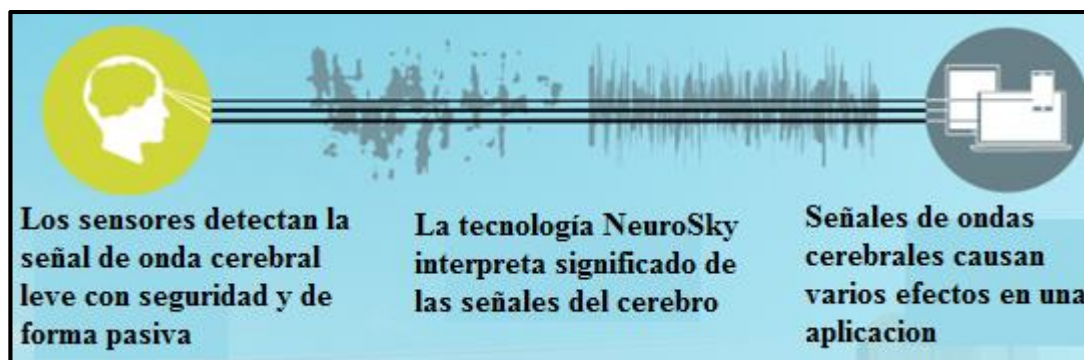 Los sensores detectan la
señal de onda cerebral
leve con seguridad y de
forma pasiva
La tecnología NeuroSky
interpreta significado de
las señales del cerebro
Señales de ondas
cerebrales causan
varios efectos en una
aplicacion